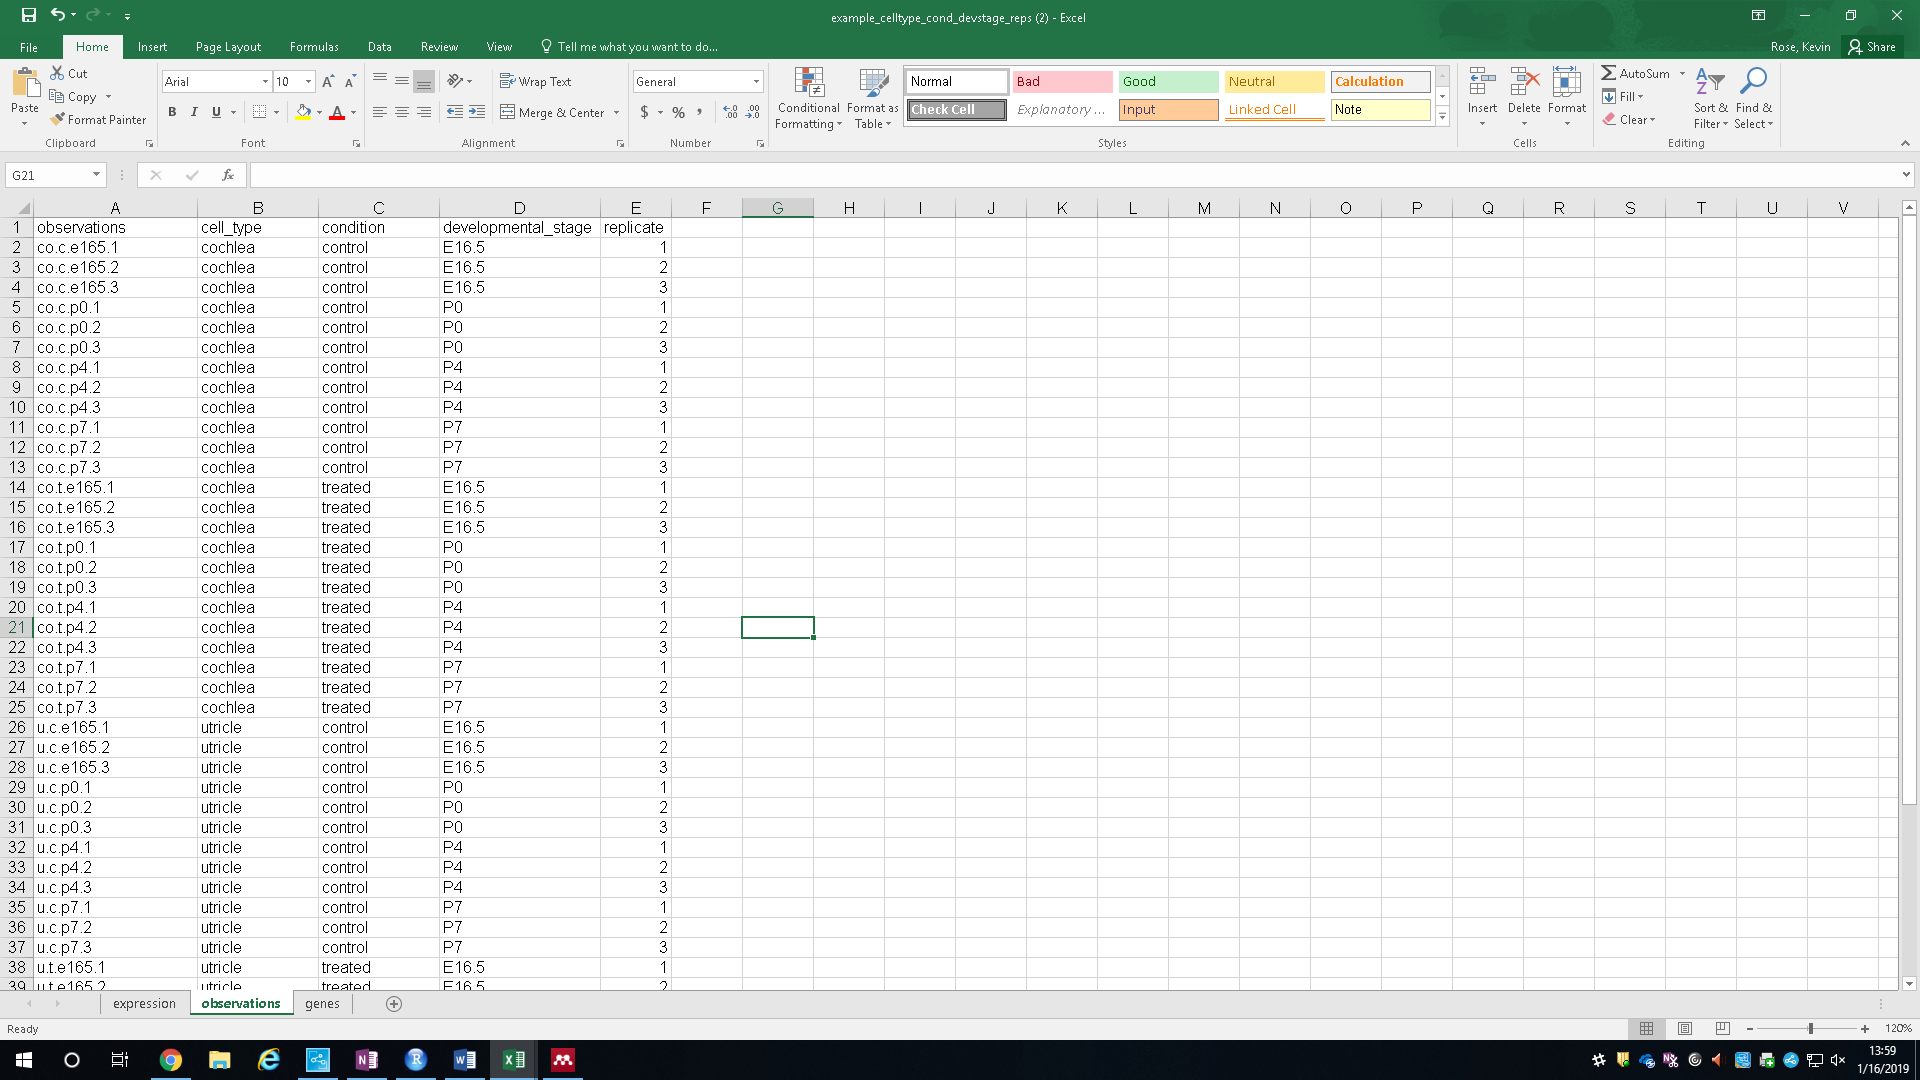 example_celltype_cond_devstage_reps (2) - Excel
File Home Insert Page Layout Formulas Data Review View Tell me what you want to do... Rose, Kevin Share
Paste Cut Copy Format Painter Clipboard
Arial 10 A A B I U A Font
Wrap Text Merge & Center Alignment
General $ % , Number
Conditional Formatting Format as Table
Normal Bad Good Neutral Calculation
Check Cell Explanatory ... Input Linked Cell Note
Styles
Insert Delete Format Cells
AutoSum Fill Clear Sort & Filter Find & Select Editing
G21 fx
A B C D E F G H I J K L M N O P Q R S T U V
1 observations cell_type condition developmental_stage replicate
2 co.c.e165.1 cochlea control E16.5 1
3 co.c.e165.2 cochlea control E16.5 2
4 co.c.e165.3 cochlea control E16.5 3
5 co.c.p0.1 cochlea control P0 1
6 co.c.p0.2 cochlea control P0 2
7 co.c.p0.3 cochlea control P0 3
8 co.c.p4.1 cochlea control P4 1
9 co.c.p4.2 cochlea control P4 2
10 co.c.p4.3 cochlea control P4 3
11 co.c.p7.1 cochlea control P7 1
12 co.c.p7.2 cochlea control P7 2
13 co.c.p7.3 cochlea control P7 3
14 co.t.e165.1 cochlea treated E16.5 1
15 co.t.e165.2 cochlea treated E16.5 2
16 co.t.e165.3 cochlea treated E16.5 3
17 co.t.p0.1 cochlea treated P0 1
18 co.t.p0.2 cochlea treated P0 2
19 co.t.p0.3 cochlea treated P0 3
20 co.t.p4.1 cochlea treated P4 1
21 co.t.p4.2 cochlea treated P4 2
22 co.t.p4.3 cochlea treated P4 3
23 co.t.p7.1 cochlea treated P7 1
24 co.t.p7.2 cochlea treated P7 2
25 co.t.p7.3 cochlea treated P7 3
26 u.c.e165.1 utricle control E16.5 1
27 u.c.e165.2 utricle control E16.5 2
28 u.c.e165.3 utricle control E16.5 3
29 u.c.p0.1 utricle control P0 1
30 u.c.p0.2 utricle control P0 2
31 u.c.p0.3 utricle control P0 3
32 u.c.p4.1 utricle control P4 1
33 u.c.p4.2 utricle control P4 2
34 u.c.p4.3 utricle control P4 3
35 u.c.p7.1 utricle control P7 1
36 u.c.p7.2 utricle control P7 2
37 u.c.p7.3 utricle control P7 3
38 u.t.e165.1 utricle treated E16.5 1
39 u.t.e165.2 utricle treated E16.5 2
expression observations genes
Ready 120%
13:59
1/16/2019